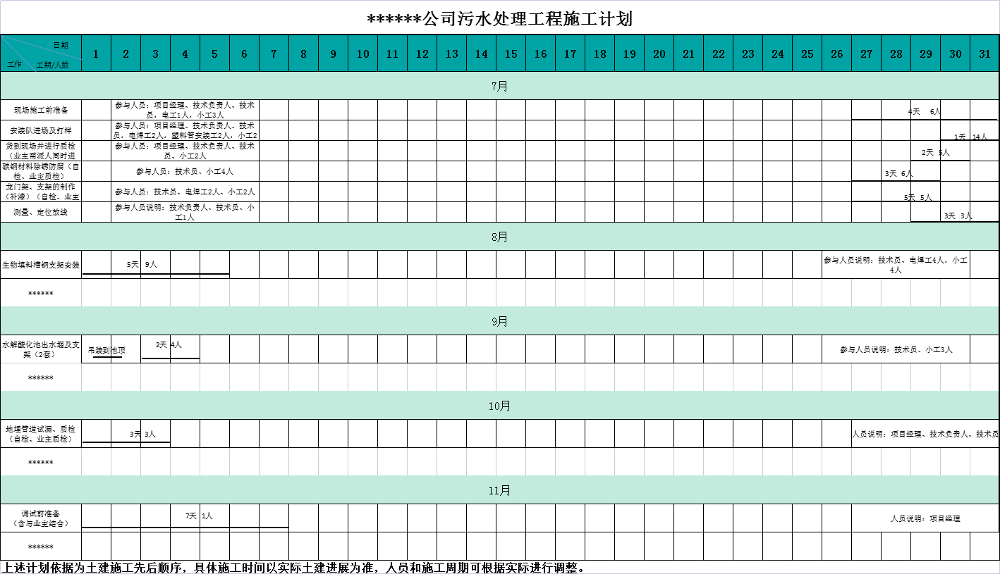 ******公司污水处理工程施工计划
日期
工作 工期/人数
1 2 3 4 5 6 7 8 9 10 11 12 13 14 15 16 17 18 19 20 21 22 23 24 25 26 27 28 29 30 31
7月
现场施工前准备
参与人员：项目经理、技术负责人、技术
员，电工1人，小工3人
4天 6人
安装队进场及打样
参与人员：项目经理、技术负责人、技术
员，电焊工2人，塑料管安装工2人，小工2
1天 14人
货到现场并进行质检
（业主需派人同时进
参与人员：项目经理、技术负责人、技术
员、小工2人
2天 5人
碳钢材料除锈防腐（自
检、业主质检）
参与人员：技术员、小工4人
3天 6人
龙门架、支架的制作
（补漆）（自检、业主
参与人员：技术员、电焊工2人、小工2人
5天 5人
测量、定位放线
参与人员说明：技术负责人、技术员、小
工1人
3天 3人
8月
生物填料槽钢支架安装
5天 9人
参与人员说明：技术员、电焊工4人，小工
4人
******
9月
水解酸化池出水堰及支
架（2套）
吊装到池顶
2天 4人
参与人员说明：技术员、小工3人
******
10月
地埋管道试漏、质检
（自检、业主质检）
3天 3人
人员说明：项目经理、技术负责人、技术员
******
11月
调试前准备
（含与业主结合）
7天 1人
人员说明：项目经理
******
上述计划依据为土建施工先后顺序，具体施工时间以实际土建进展为准，人员和施工周期可根据实际进行调整。